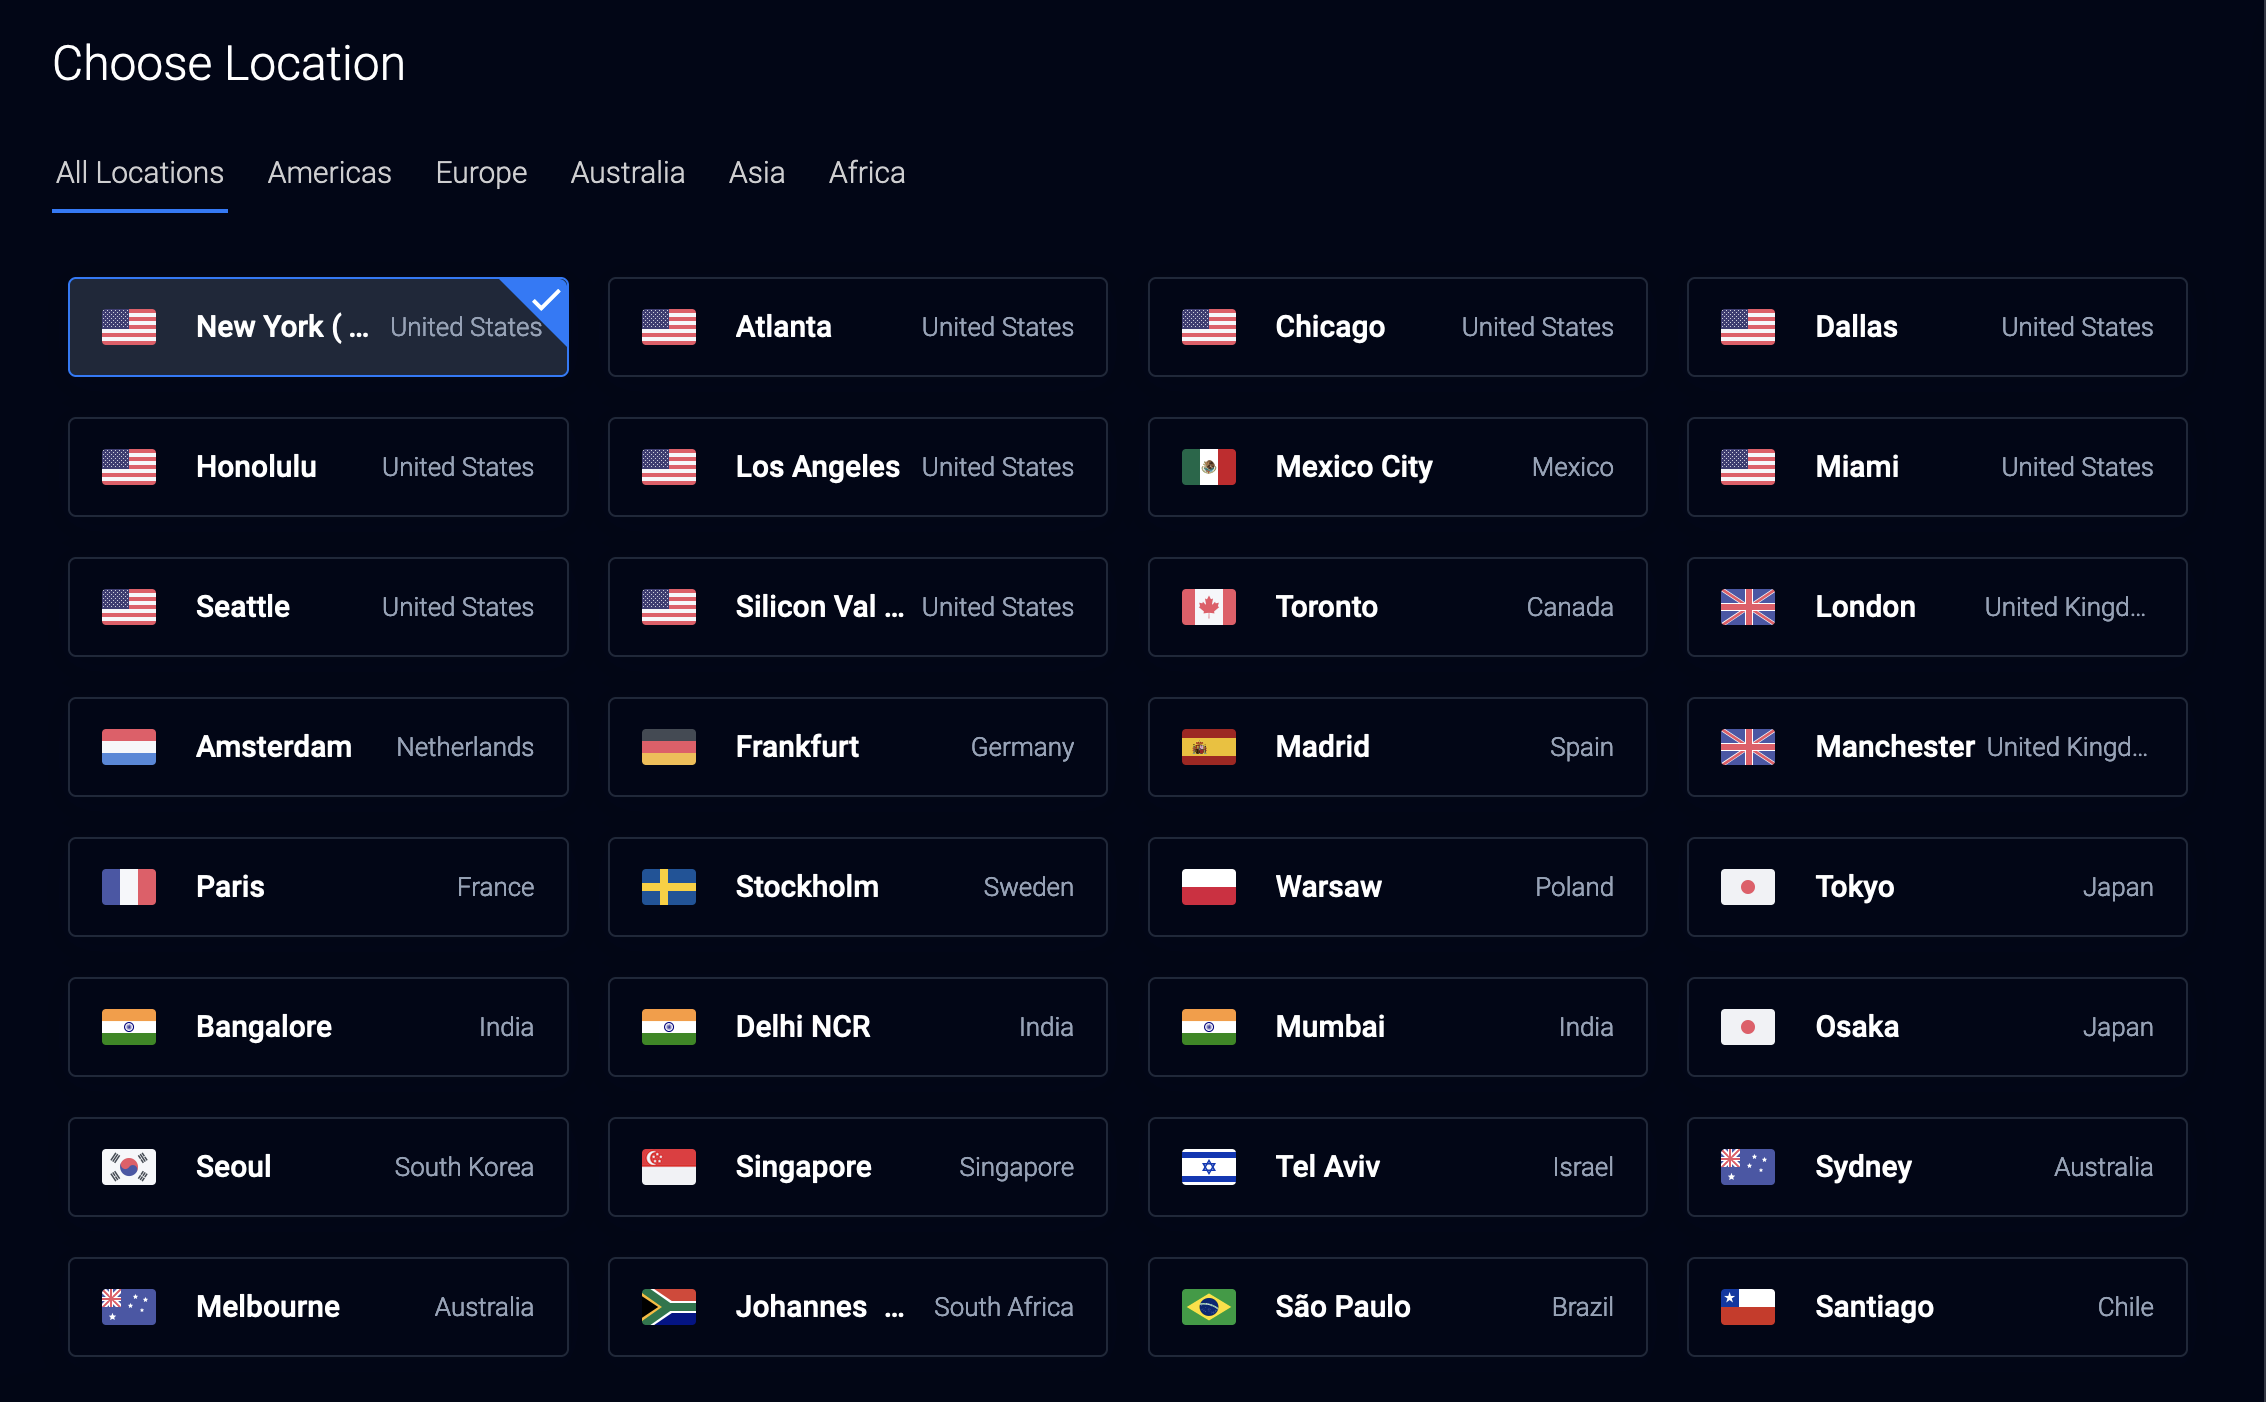 Choose Location
All Locations Americas Europe Australia Asia Africa
New York ( ... United States Atlanta United States Chicago United States Dallas United States
Honolulu United States Los Angeles United States Mexico City Mexico Miami United States
Seattle United States Silicon Val ... United States Toronto Canada London United Kingd...
Amsterdam Netherlands Frankfurt Germany Madrid Spain Manchester United Kingd...
Paris France Stockholm Sweden Warsaw Poland Tokyo Japan
Bangalore India Delhi NCR India Mumbai India Osaka Japan
Seoul South Korea Singapore Singapore Tel Aviv Israel Sydney Australia
Melbourne Australia Johannes ... South Africa São Paulo Brazil Santiago Chile